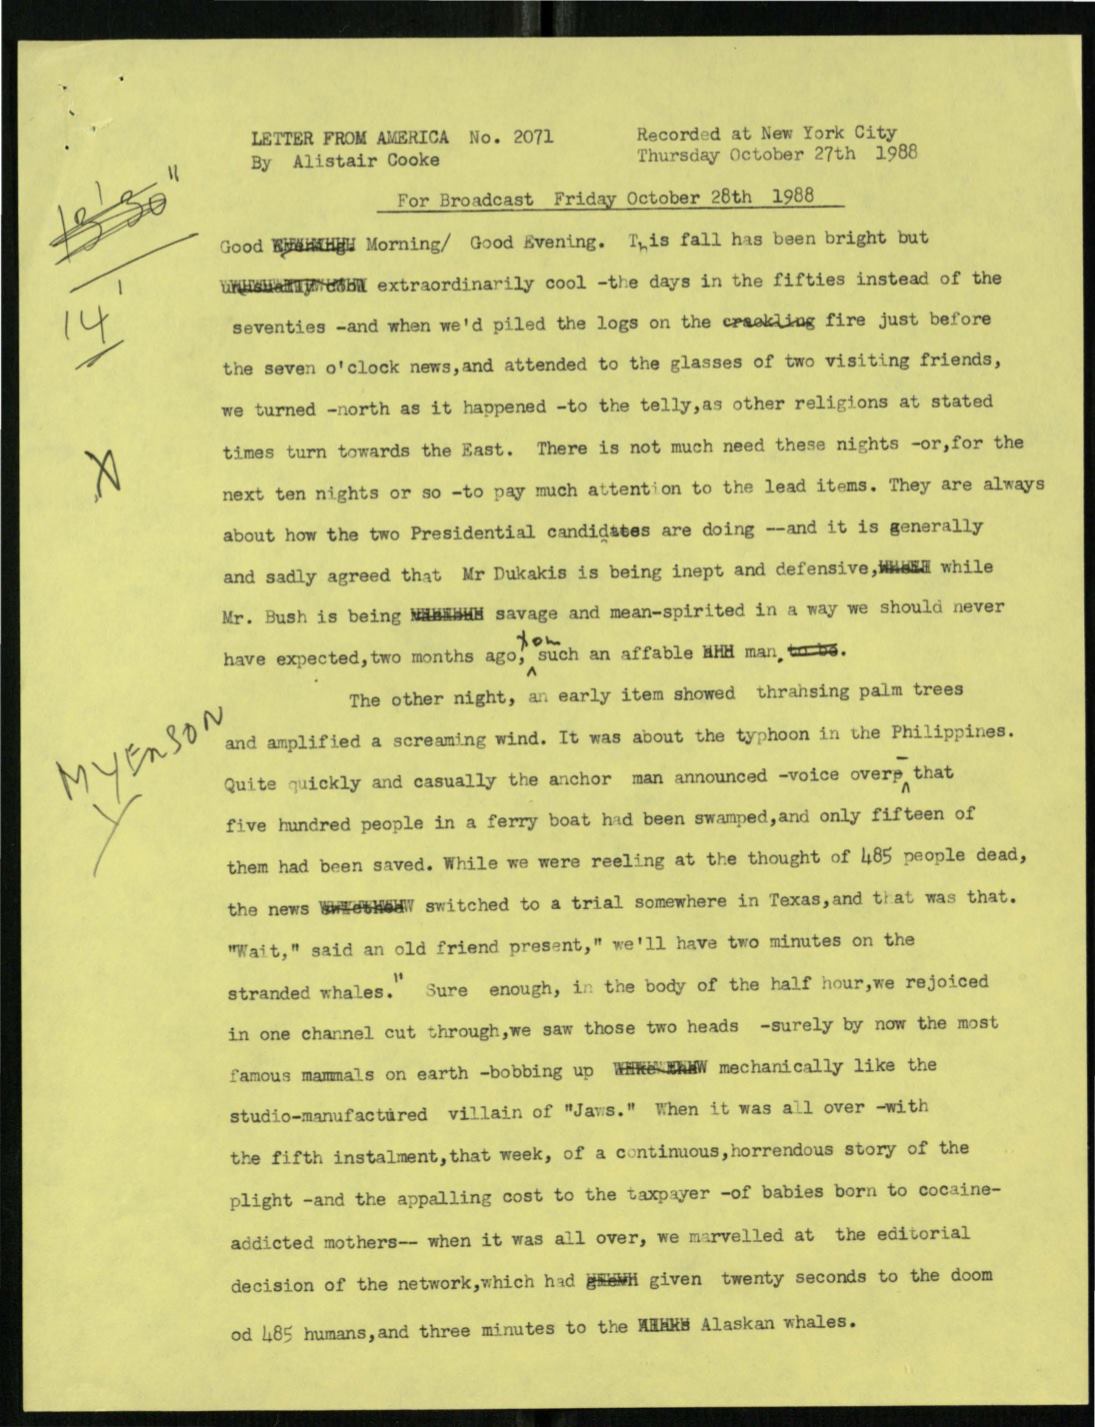 LETTER FROM AMERICA No. 2071
By Alistair Cooke
Recorded at New York City
Thursday October 27th 1988
For Broadcast Friday October 28th 1988
14'
X
MYERSON
Good Morning/ Good Evening. This fall has been bright but
extraordinarily cool -the days in the fifties instead of the
seventies -and when we'd piled the logs on the crackling fire just before
the seven o'clock news,and attended to the glasses of two visiting friends,
we turned -north as it happened -to the telly,as other religions at stated
times turn towards the East. There is not much need these nights -or,for the
next ten nights or so -to pay much attention to the lead items. They are always
about how the two Presidential candidates are doing --and it is generally
and sadly agreed that Mr Dukakis is being inept and defensive, while
Mr. Bush is being savage and mean-spirited in a way we should never
have expected,two months ago, from such an affable man. to be.
The other night, an early item showed thrahsing palm trees
and amplified a screaming wind. It was about the typhoon in the Philippines.
Quite quickly and casually the anchor man announced -voice over- that
five hundred people in a ferry boat had been swamped,and only fifteen of
them had been saved. While we were reeling at the thought of 485 people dead,
the news switched to a trial somewhere in Texas,and that was that.
"Wait," said an old friend present," we'll have two minutes on the
stranded whales." Sure enough, in the body of the half hour,we rejoiced
in one channel cut through,we saw those two heads -surely by now the most
famous mammals on earth -bobbing up mechanically like the
studio-manufactured villain of "Jaws." When it was all over -with
the fifth instalment,that week, of a continuous,horrendous story of the
plight -and the appalling cost to the taxpayer -of babies born to cocaine-
addicted mothers-- when it was all over, we marvelled at the editorial
decision of the network,which had given twenty seconds to the doom
od 485 humans,and three minutes to the Alaskan whales.